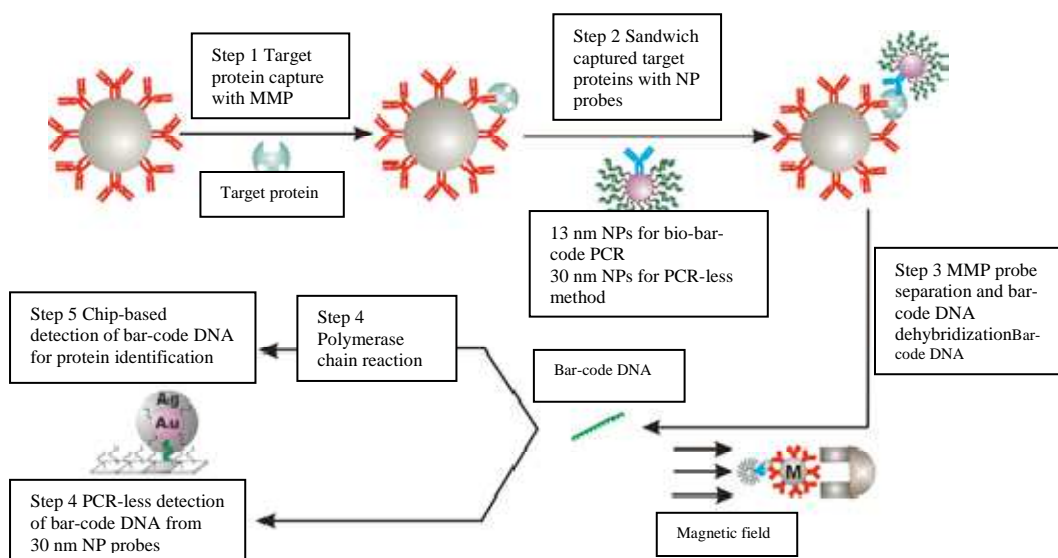 Step 1 Target
protein capture
with MMP
Target protein
Step 2 Sandwich
captured target
proteins with NP
probes
13 nm NPs for bio-bar-
code PCR
30 nm NPs for PCR-less
method
Step 3 MMP probe
separation and bar-
code DNA
dehybridizationBar-
code DNA
Bar-code DNA
M
Magnetic field
Step 4
Polymerase
chain reaction
Step 5 Chip-based
detection of bar-code DNA
for protein identification
Ag
Au
Step 4 PCR-less detection
of bar-code DNA from
30 nm NP probes